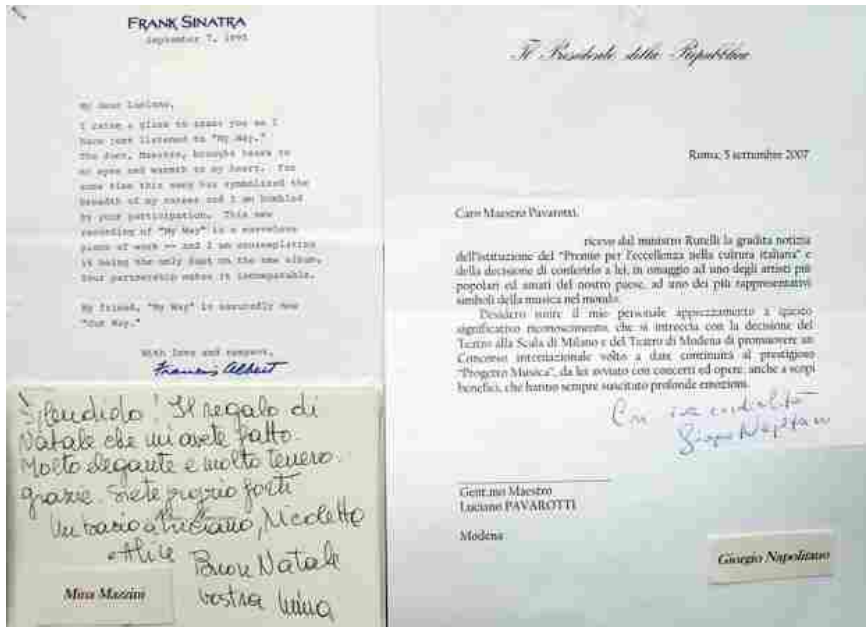 FRANK SINATRA
September 7, 1993
My dear Luciano,
I raise a glass to toast you as I
have just listened to "My Way."
The duet, Maestro, brought tears to
my eyes and warmth to my heart. For
some time this song has symbolized the
breadth of my career and I am humbled
by your participation. This new
recording of "My Way" is a marvelous
piece of work -- and I am contemplating
it being the only duet on the new album.
Your partnership makes it incomparable.
My friend, "My Way" is assuredly now
"Our Way."
With love and respect,
Francis Albert
Splendido! Il regalo di
Natale che mi avete fatto.
Molto elegante e molto tenero.
grazie. Siete proprio forti
Un bacio a Luciano, Nicoletta
e Alice
Buon Natale
vostra Mina
Mina Mazzini
Il Presidente della Repubblica
Roma, 5 settembre 2007
Caro Maestro Pavarotti,
ricevo dal ministro Rutelli la gradita notizia
dell'istituzione del "Premio per l'eccellenza nella cultura italiana" e
della decisione di conferirlo a lei, in omaggio ad uno degli artisti più
popolari ed amati del nostro paese, ad uno dei più rappresentativi
simboli della musica nel mondo.
Desidero unire il mio personale apprezzamento a questo
significativo riconoscimento, che si intreccia con la decisione del
Teatro alla Scala di Milano e del Teatro di Modena di promuovere un
Concorso internazionale volto a dare continuità al prestigioso
"Progetto Musica", da lei avviato con concerti ed opere, anche a scopi
benefici, che hanno sempre suscitato profonde emozioni.
Con viva cordialità
Giorgio Napolitano
Gent.mo Maestro
Luciano PAVAROTTI
Modena
Giorgio Napolitano